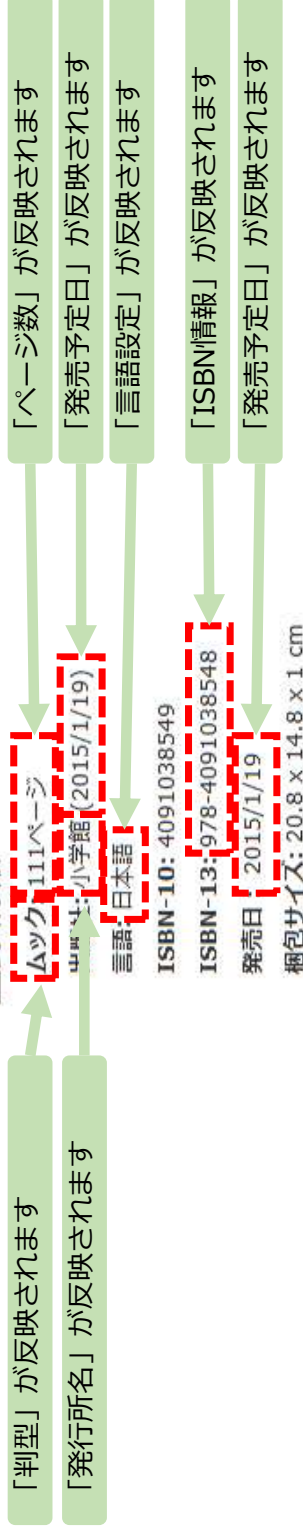 「判型」が反映されます
「発行所名」が反映されます
ムック: 111ページ
出版社: 小学館 (2015/1/19)
言語: 日本語
ISBN-10: 4091038549
ISBN-13: 978-4091038548
発売日 2015/1/19
梱包サイズ: 20.8 x 14.8 x 1 cm
「ページ数」が反映されます
「発売予定日」が反映されます
「言語設定」が反映されます
「ISBN情報」が反映されます
「発売予定日」が反映されます